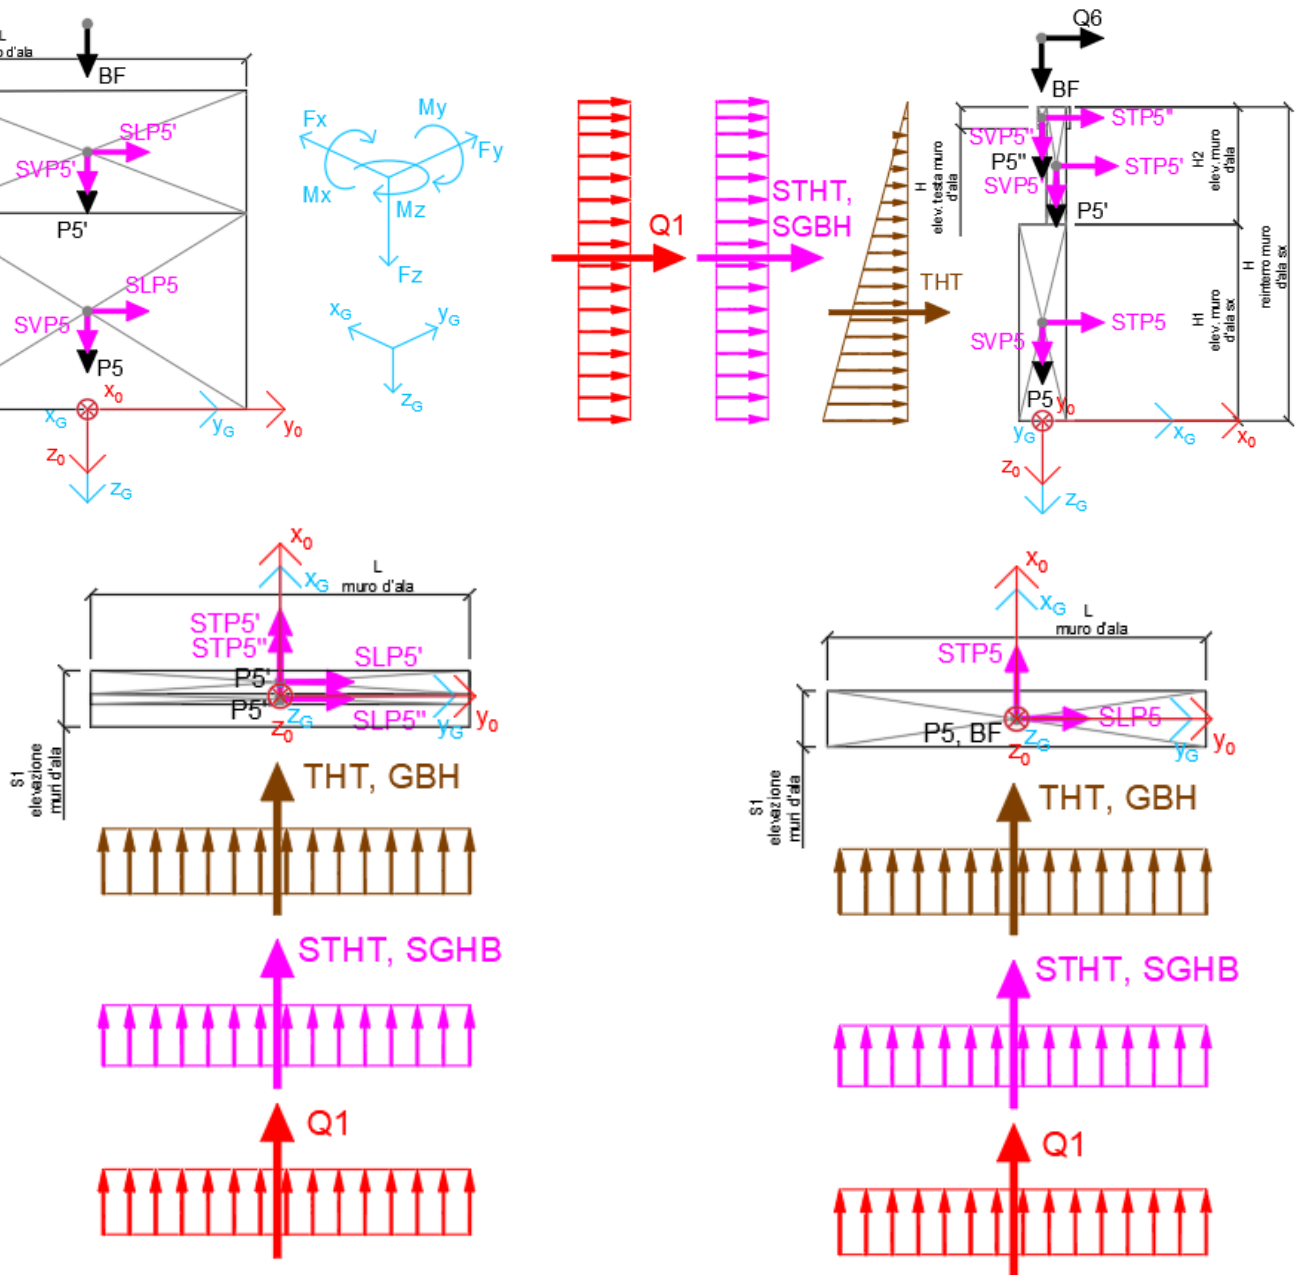 L
o d'ala
BF
SLP5'
SVP5'
P5'
SLP5
SVP5
P5
x0
xG
yG
y0
z0
zG
Fx
My
Fy
Mx
Mz
Fz
xG
yG
zG
Q1
STHT,
SGBH
THT
Q6
BF
STP5"
SVP5"
P5"
STP5'
SVP5'
P5'
STP5
SVP5
P5
y0
yG
xG
x0
z0
zG
H
elev. testa muro
d'ala
H2
elev. muro
d'ala
H1
elev. muro
d'ala sx
H
reinterro muro
d'ala sx
x0
xG
L
muro d'ala
STP5'
STP5"
SLP5'
P5'
P5"
zG
z0
SLP5"
yG
y0
S1
elevazione
muri d'ala
THT, GBH
STHT, SGHB
Q1
x0
xG
L
muro d'ala
STP5
SLP5
P5, BF
zG
z0
yG
y0
S1
elevazione
muri d'ala
THT, GBH
STHT, SGHB
Q1